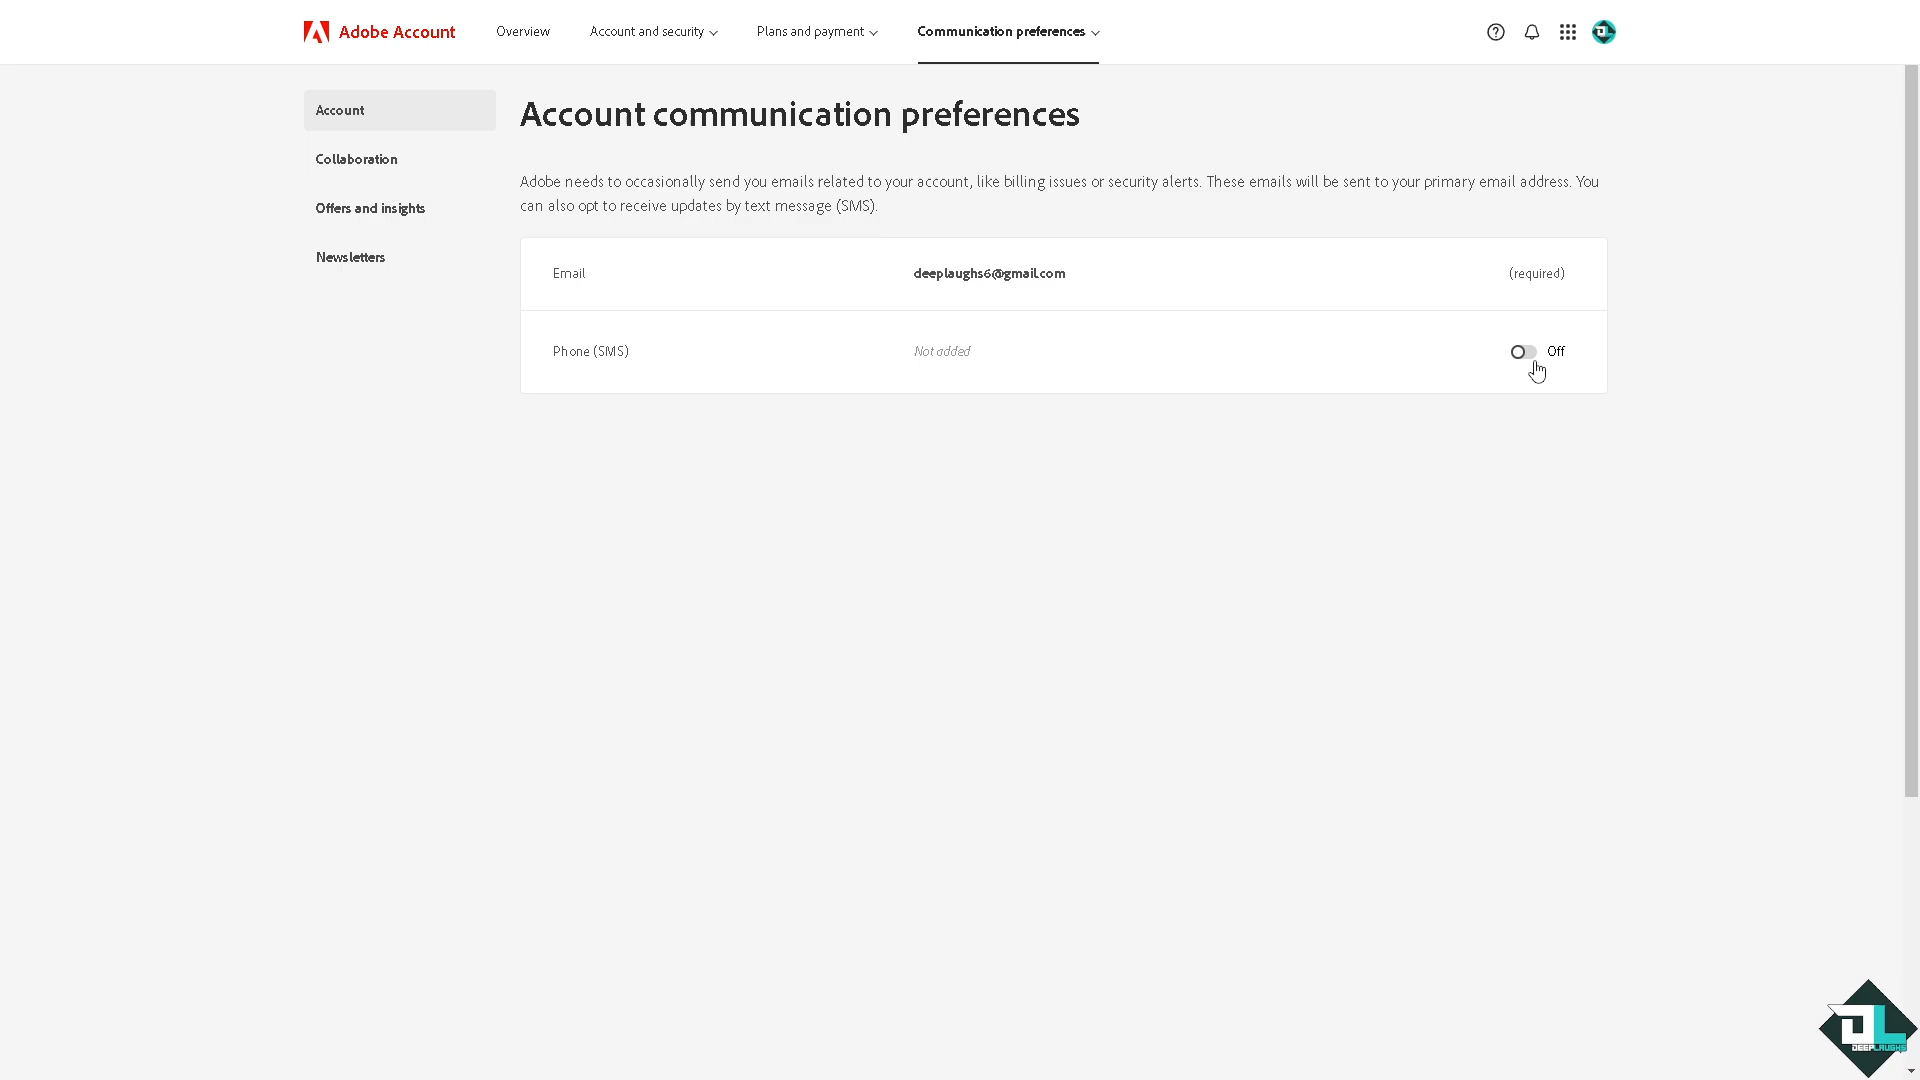 Adobe Account
Overview
Account and security
Plans and payment
Communication preferences
Account
Collaboration
Offers and insights
Newsletters
Account communication preferences
Adobe needs to occasionally send you emails related to your account, like billing issues or security alerts. These emails will be sent to your primary email address. You
can also opt to receive updates by text message (SMS).
Email
deeplaughs6@gmail.com
(required)
Phone (SMS)
Not added
Off
DL
DEEPLAUGHS